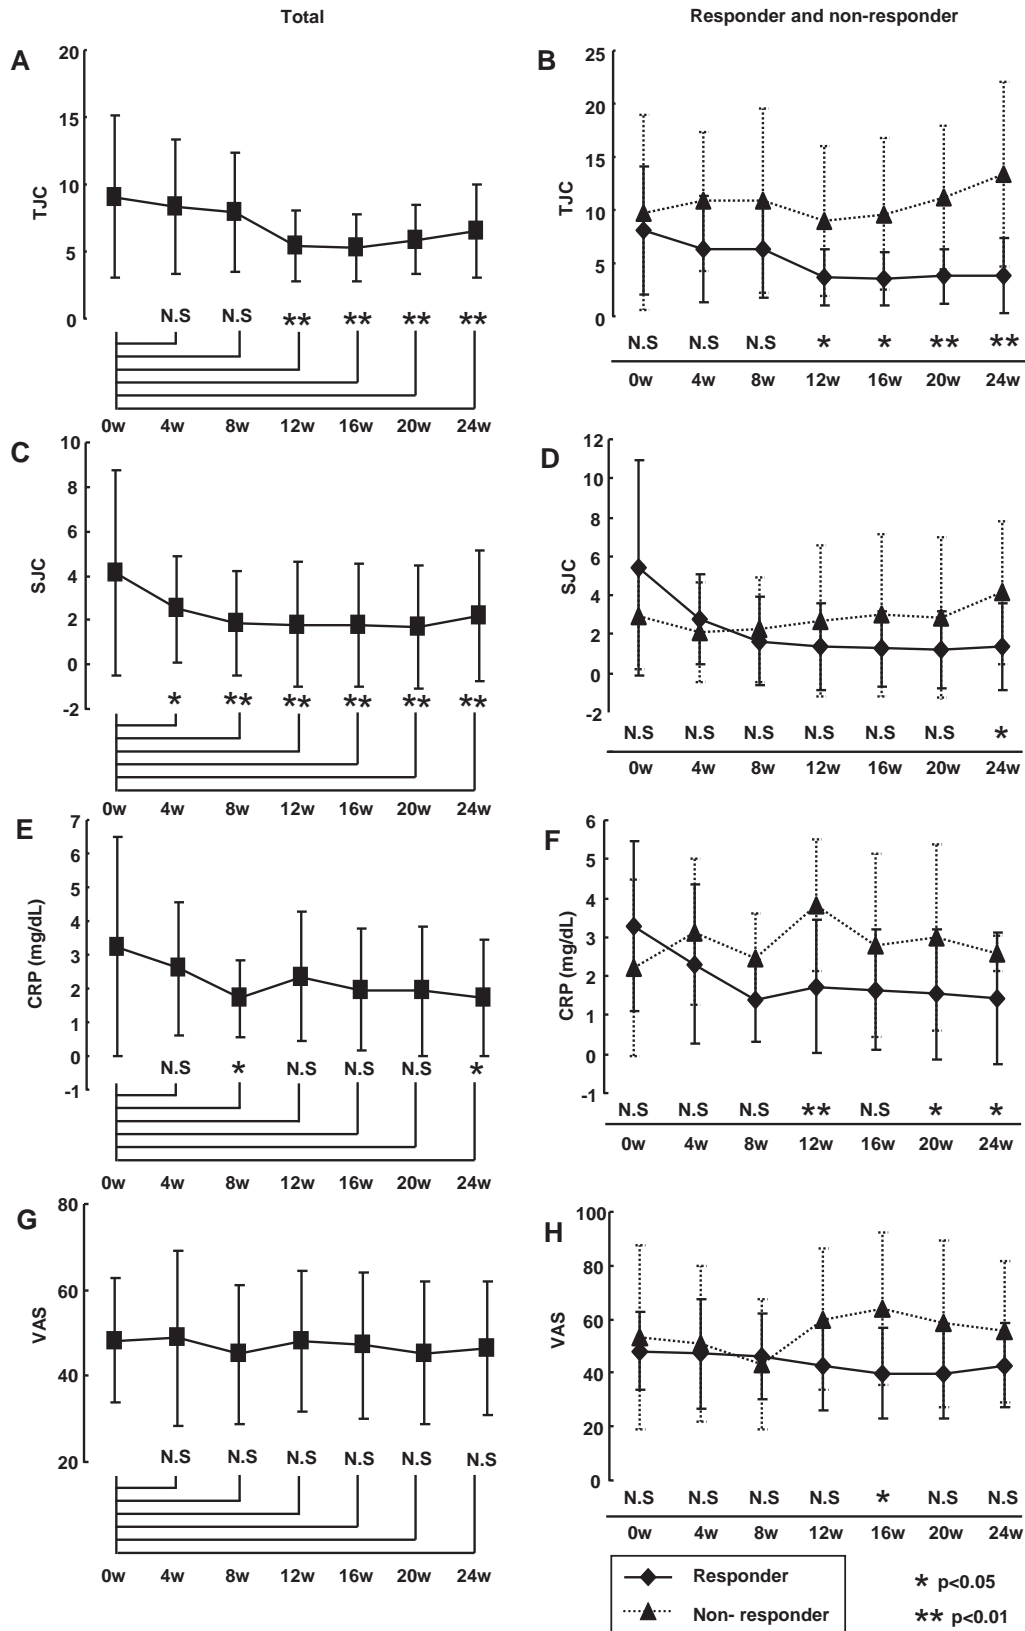 Total
Responder and non-responder
A
20
15
10
5
0
TJC
N.S N.S ** ** ** **
0w 4w 8w 12w 16w 20w 24w
B
25
20
15
10
5
0
TJC
N.S N.S N.S * * ** **
0w 4w 8w 12w 16w 20w 24w
C
10
8
6
4
2
0
-2
SJC
* ** ** ** ** **
0w 4w 8w 12w 16w 20w 24w
D
12
10
8
6
4
2
0
-2
SJC
N.S N.S N.S N.S N.S N.S *
0w 4w 8w 12w 16w 20w 24w
E
7
6
5
4
3
2
1
0
-1
CRP (mg/dL)
N.S * N.S N.S N.S *
0w 4w 8w 12w 16w 20w 24w
F
6
5
4
3
2
1
0
-1
CRP (mg/dL)
N.S N.S N.S ** N.S * *
0w 4w 8w 12w 16w 20w 24w
G
80
60
40
20
VAS
N.S N.S N.S N.S N.S N.S
0w 4w 8w 12w 16w 20w 24w
H
100
80
60
40
20
0
VAS
N.S N.S N.S N.S * N.S N.S
0w 4w 8w 12w 16w 20w 24w
Responder
Non- responder
* p<0.05
** p<0.01